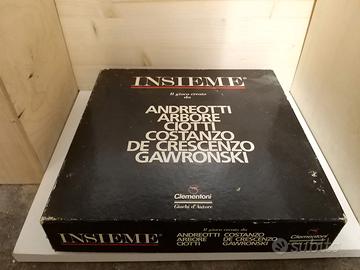 INSIEME®
Il gioco creato
da
ANDREOTTI
ARBORE
CIOTTI
COSTANZO
DE CRESCENZO
GAWRONSKI
Clementoni
Giochi d'Autore
INSIEME®
Il gioco creato da
ANDREOTTI COSTANZO
ARBORE DE CRESCENZO
CIOTTI GAWRONSKI
Clementoni
subito